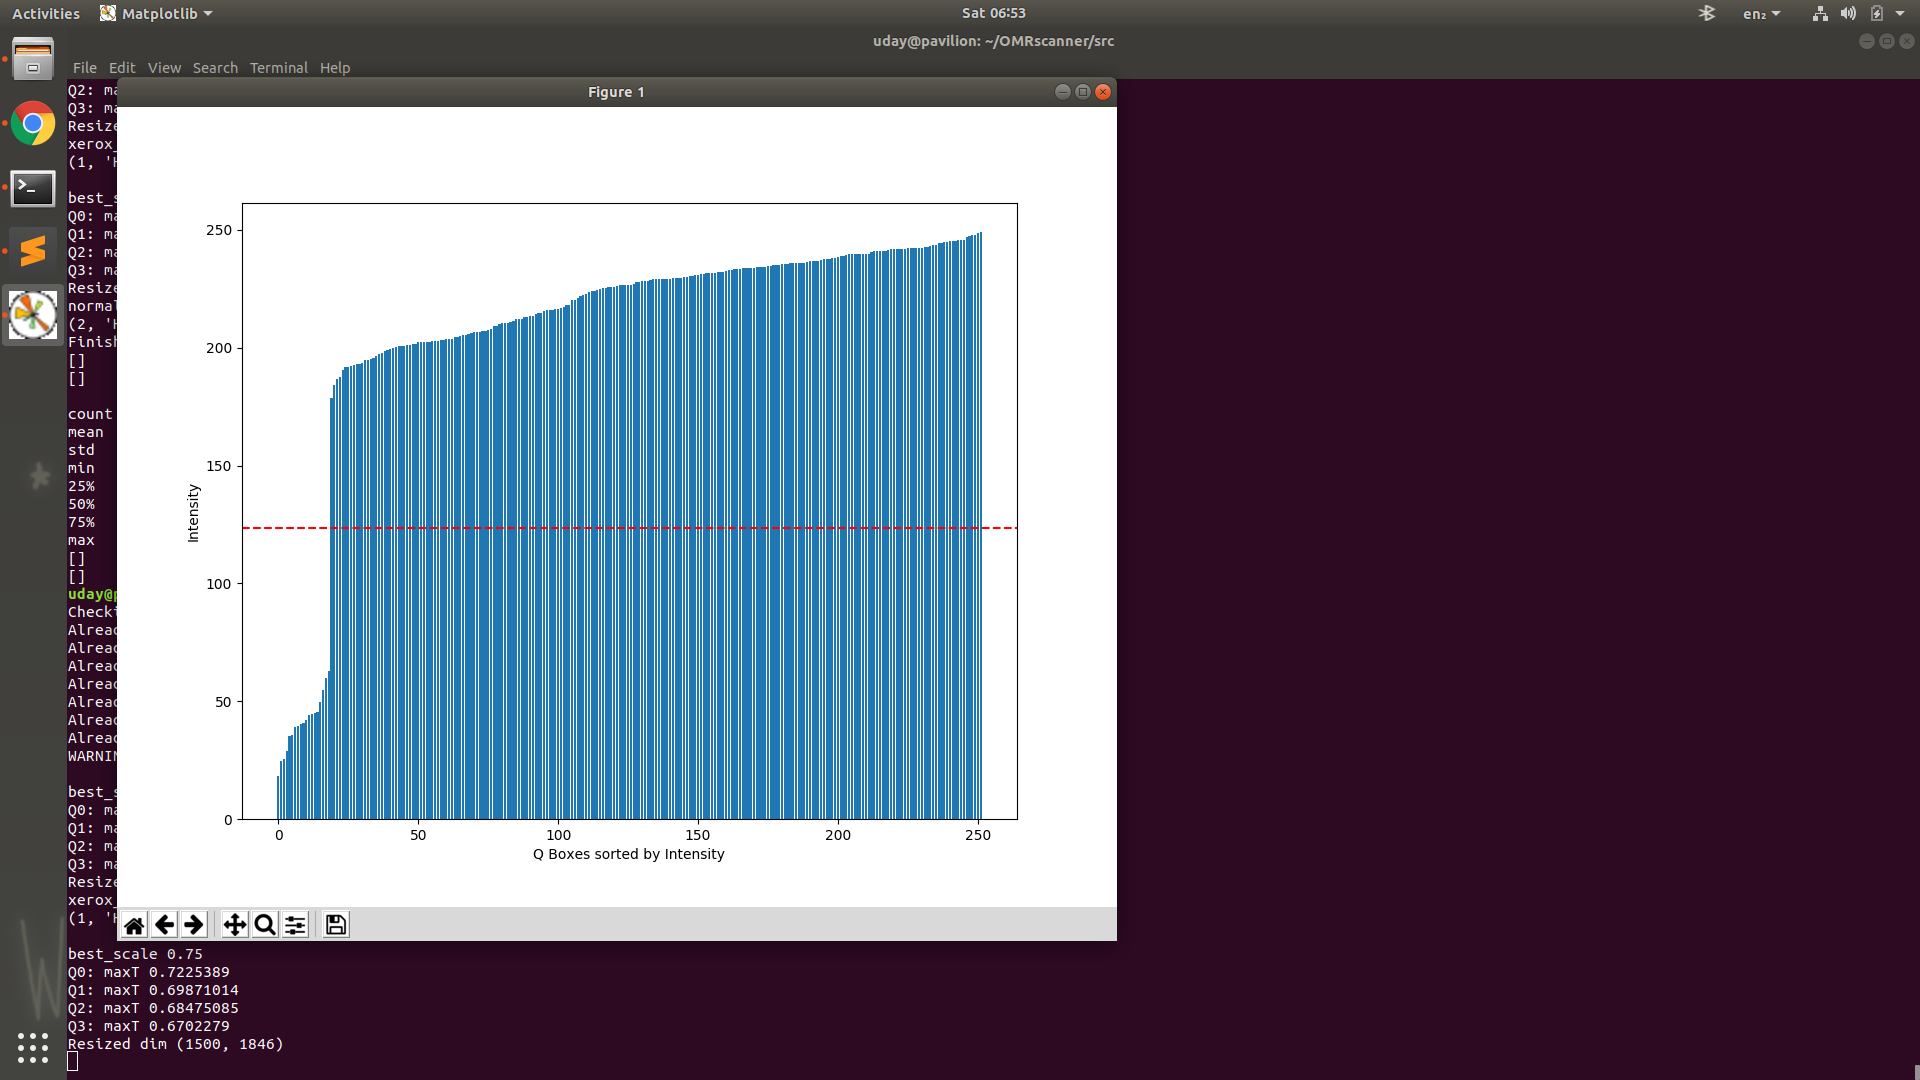 Activities Matplotlib Sat 06:53 en₂
uday@pavilion: ~/OMRscanner/src
File Edit View Search Terminal Help
Figure 1
Q2: ma
Q3: ma
Resize
xerox_
(1, 'H
best_s
Q0: ma
Q1: ma
Q2: ma
Q3: ma
Resize
normal
(2, 'H
Finish
[]
[]
count
mean
std
min
25%
50%
75%
max
[]
[]
uday@p
Checki
Alread
Alread
Alread
Alread
Alread
Alread
Alread
WARNIN
best_s
Q0: ma
Q1: ma
Q2: ma
Q3: ma
Resize
xerox_
(1, 'H
250
200
150
100
50
0
Intensity
0 50 100 150 200 250
Q Boxes sorted by Intensity
best_scale 0.75
Q0: maxT 0.7225389
Q1: maxT 0.69871014
Q2: maxT 0.68475085
Q3: maxT 0.6702279
Resized dim (1500, 1846)